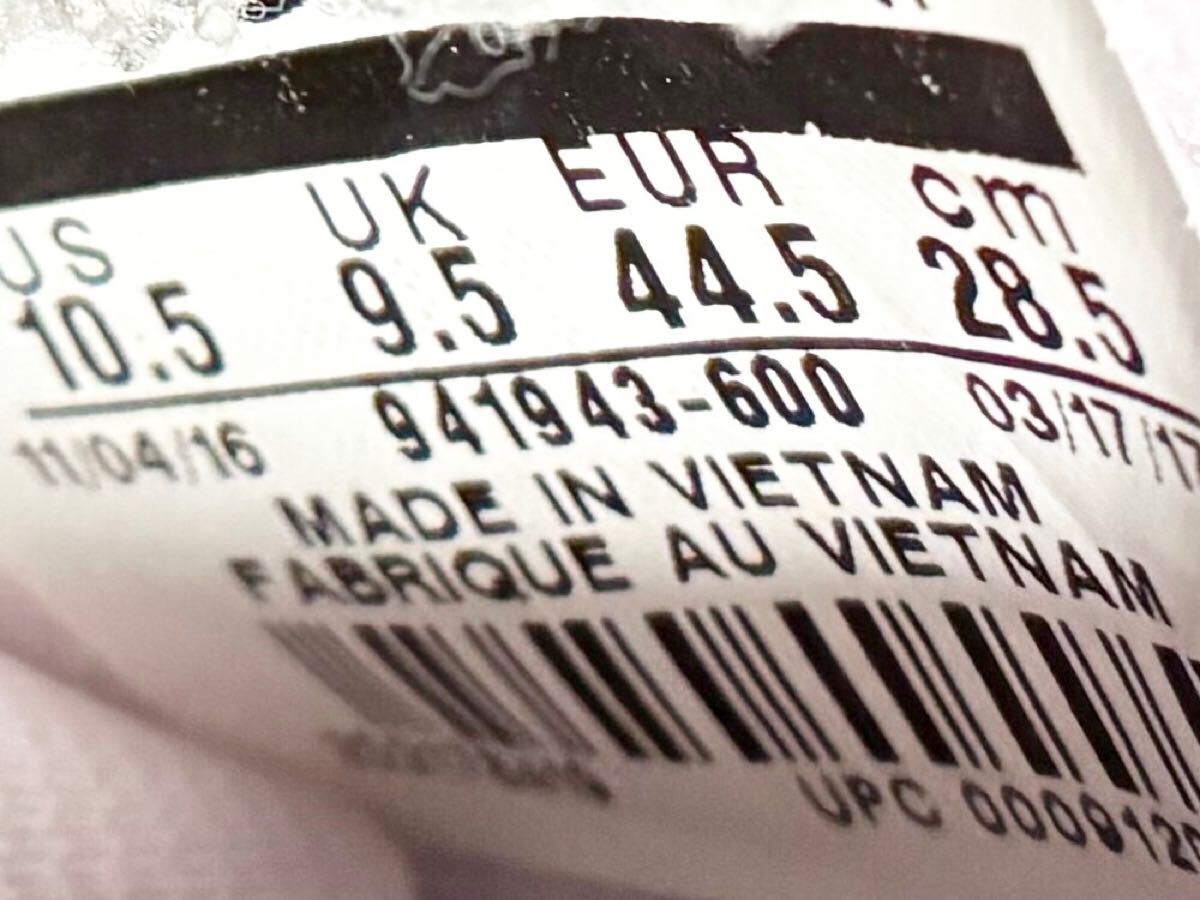 US UK EUR cm
10.5 9.5 44.5 28.5
11/04/16 941943-600 03/17/17
MADE IN VIETNAM
FABRIQUE AU VIETNAM
UPC